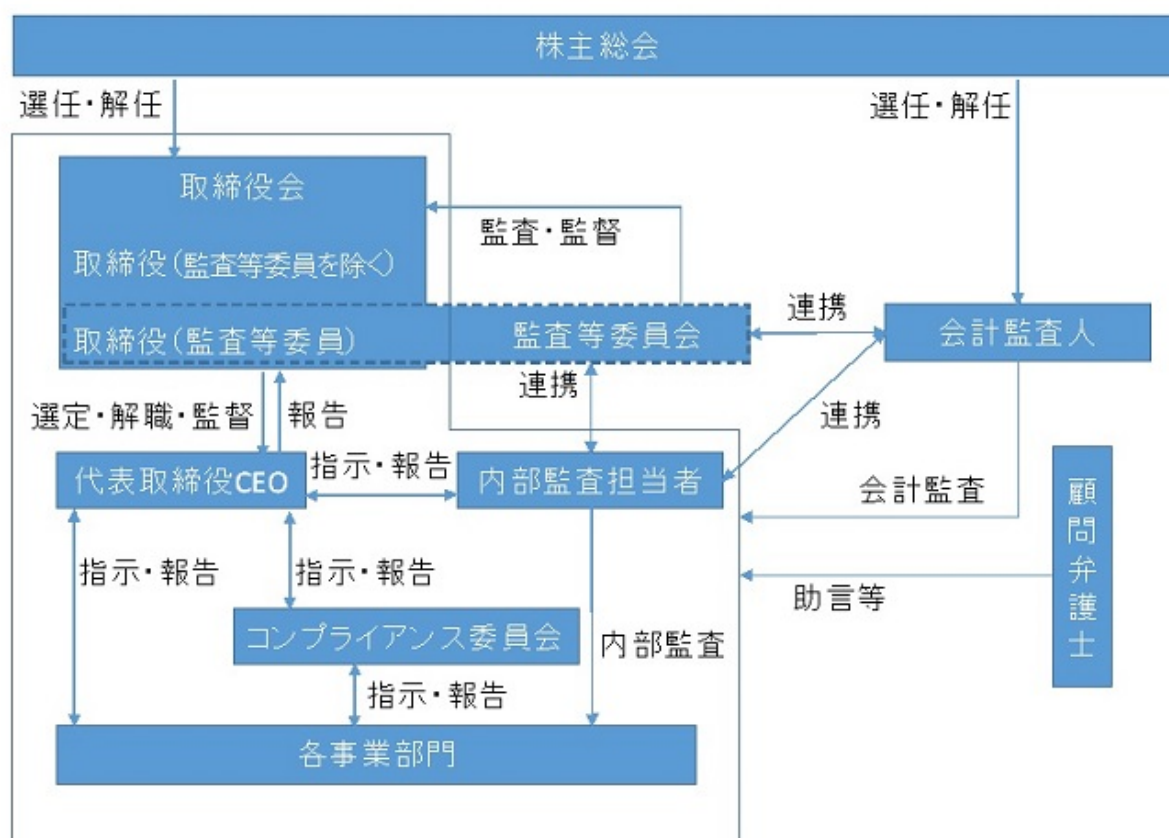 株主総会
選任・解任
選任・解任
取締役会
監査・監督
取締役(監査等委員を除く)
取締役(監査等委員)
監査等委員会
連携
会計監査人
連携
選定・解職・監督
報告
連携
代表取締役CEO
指示・報告
内部監査担当者
会計監査
顧問弁護士
指示・報告
指示・報告
助言等
コンプライアンス委員会
内部監査
指示・報告
各事業部門